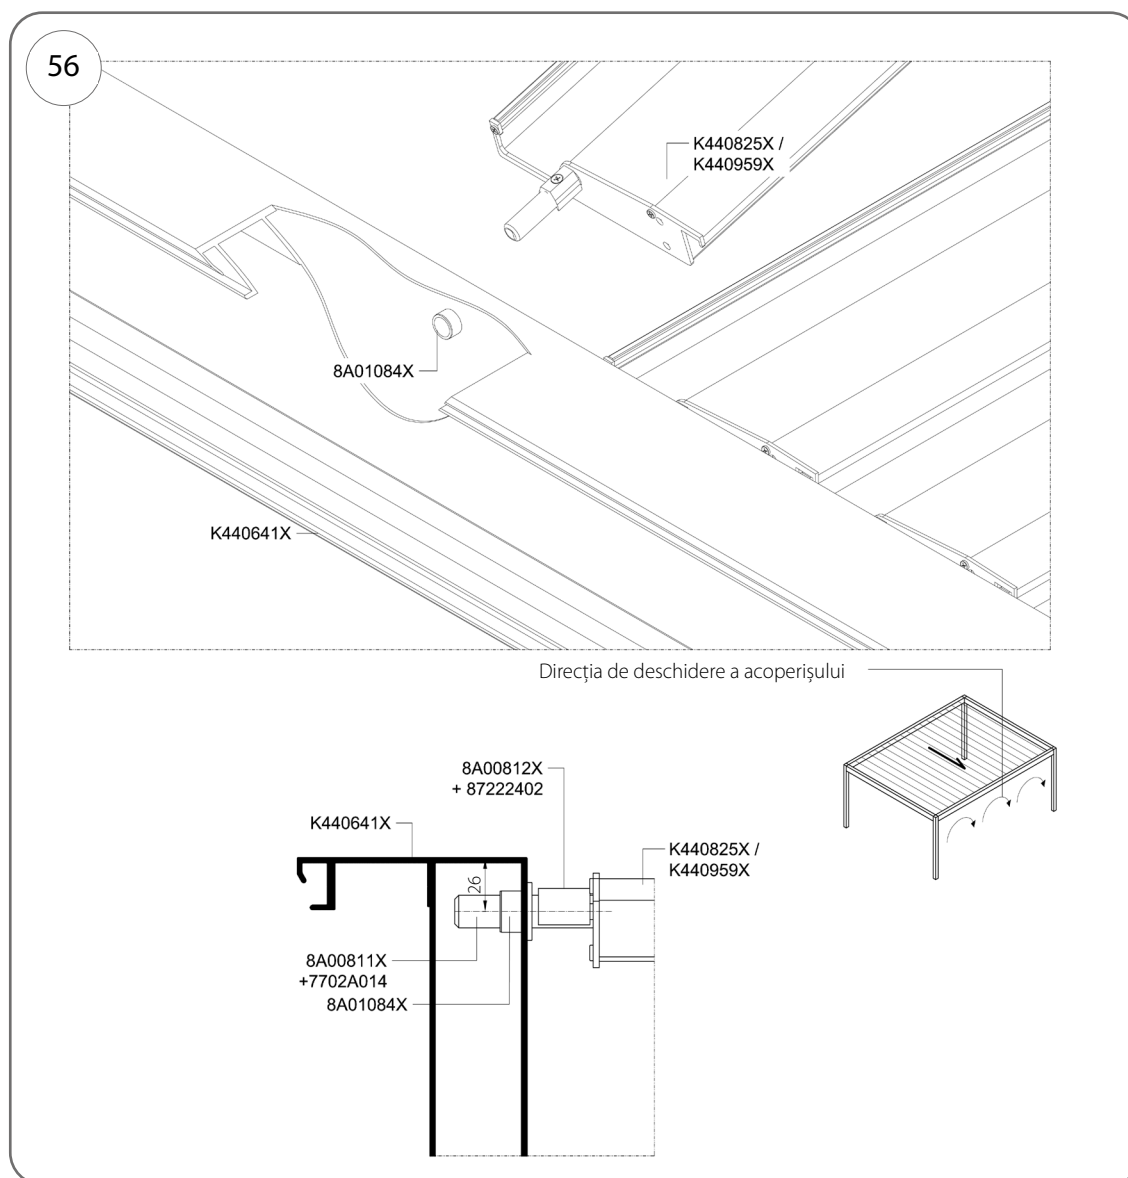 56
K440825X /
K440959X
8A01084X
K440641X
Direcția de deschidere a acoperișului
8A00812X
+ 87222402
K440641X
K440825X /
K440959X
26
8A00811X
+7702A014
8A01084X